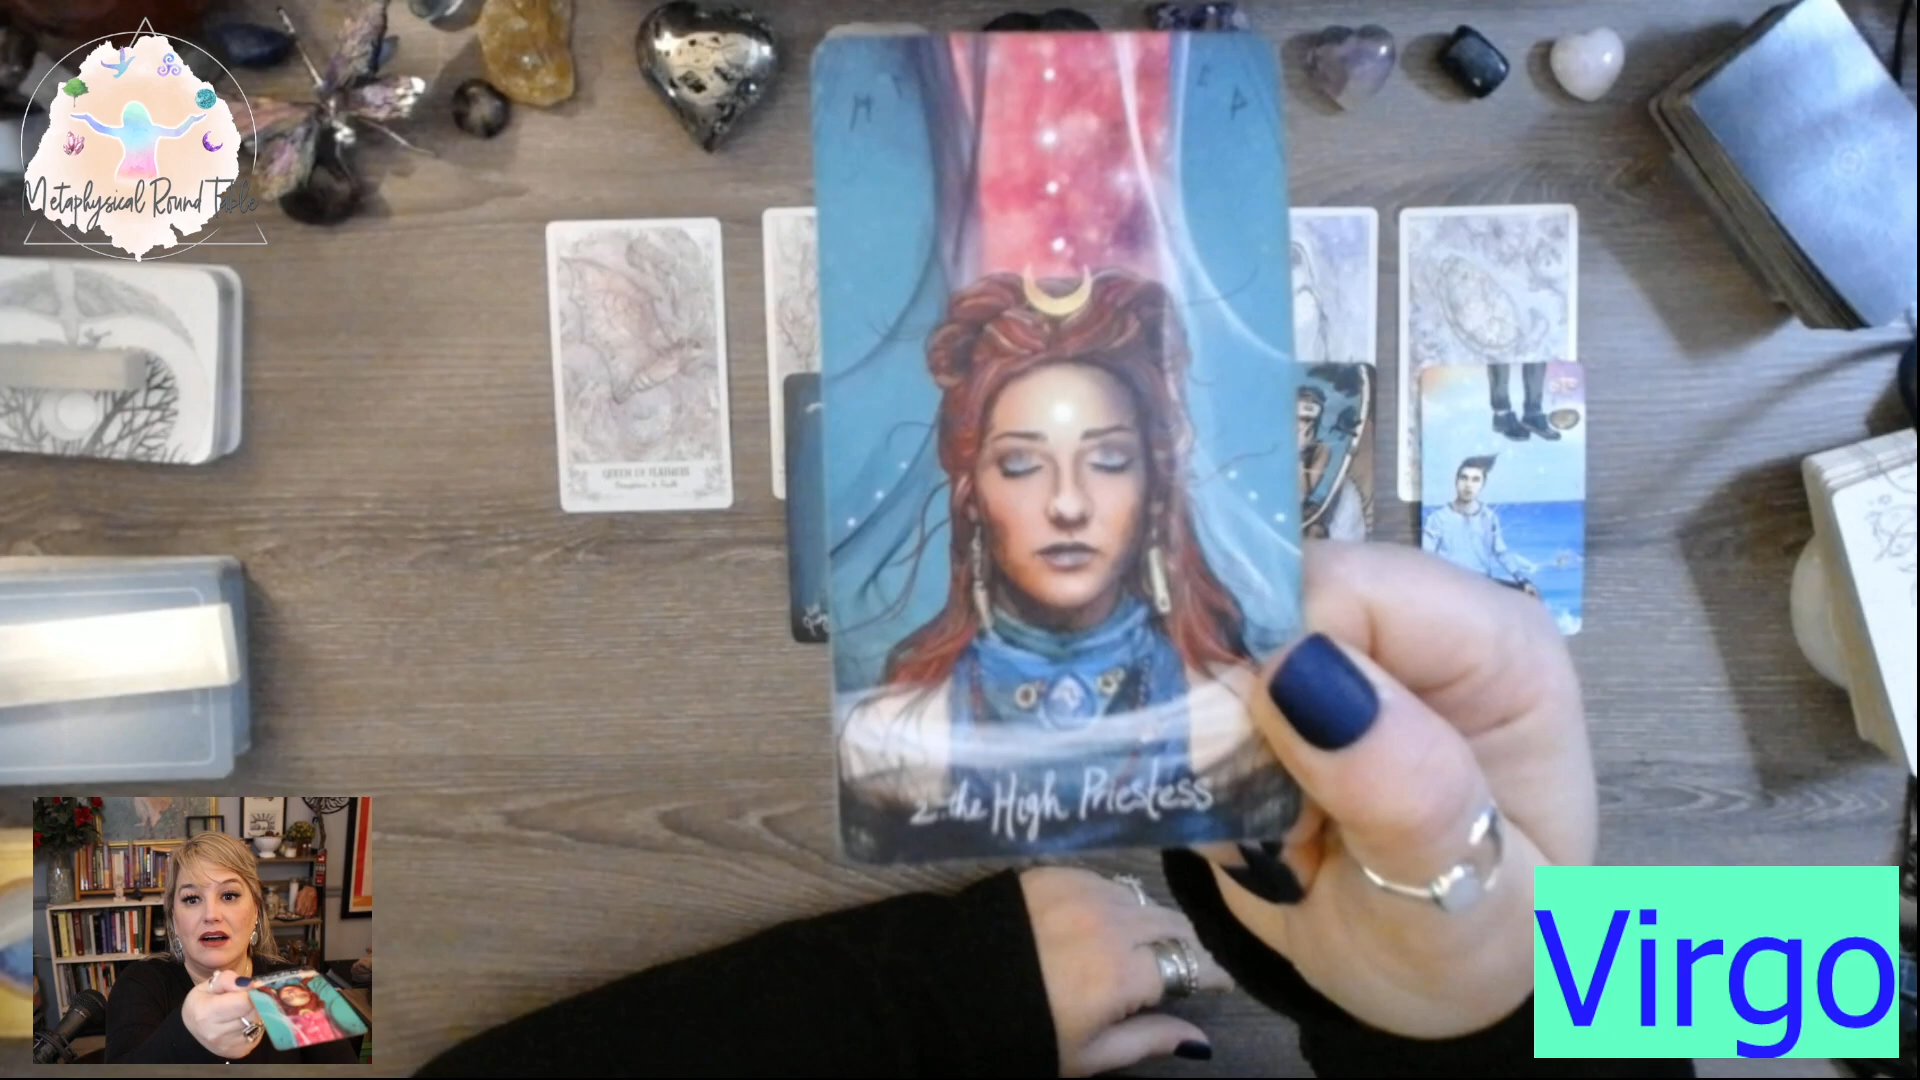 Metaphysical Round Table
QUEEN OF FEATHERS
2-the High Priestess
Virgo